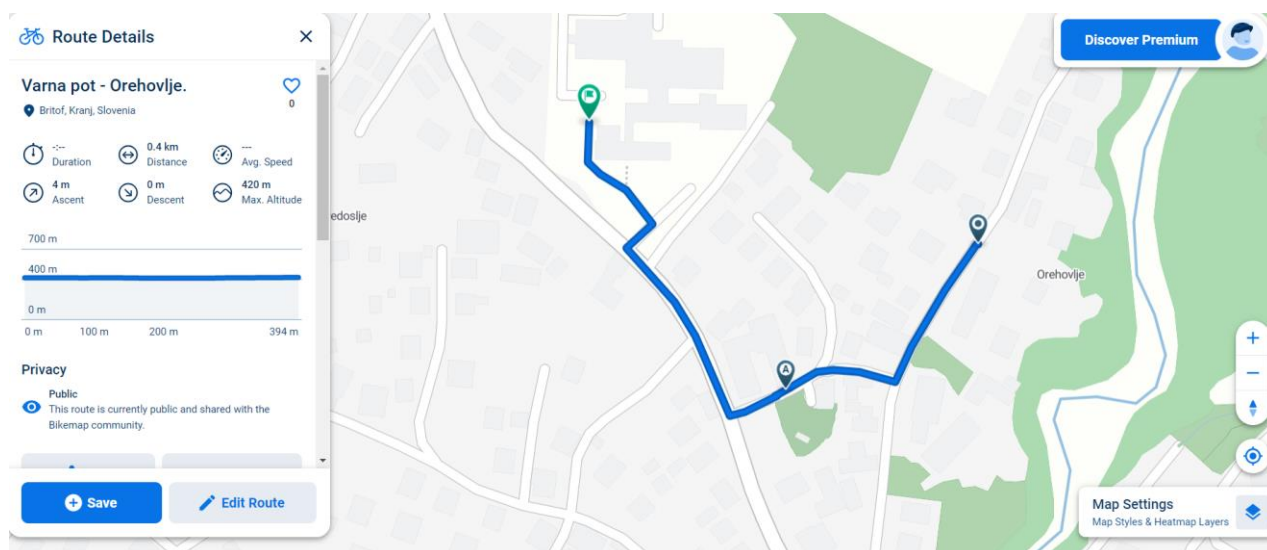 Route Details
Discover Premium
Varna pot - Orehovlje.
0
Britof, Kranj, Slovenia
-:--
Duration
0.4 km
Distance
---
Avg. Speed
4 m
Ascent
0 m
Descent
420 m
Max. Altitude
700 m
400 m
0 m
0 m 100 m 200 m 394 m
Privacy
Public
This route is currently public and shared with the
Bikemap community.
Save
Edit Route
edoslje
A
Orehovlje
+
−
Map Settings
Map Styles & Heatmap Layers